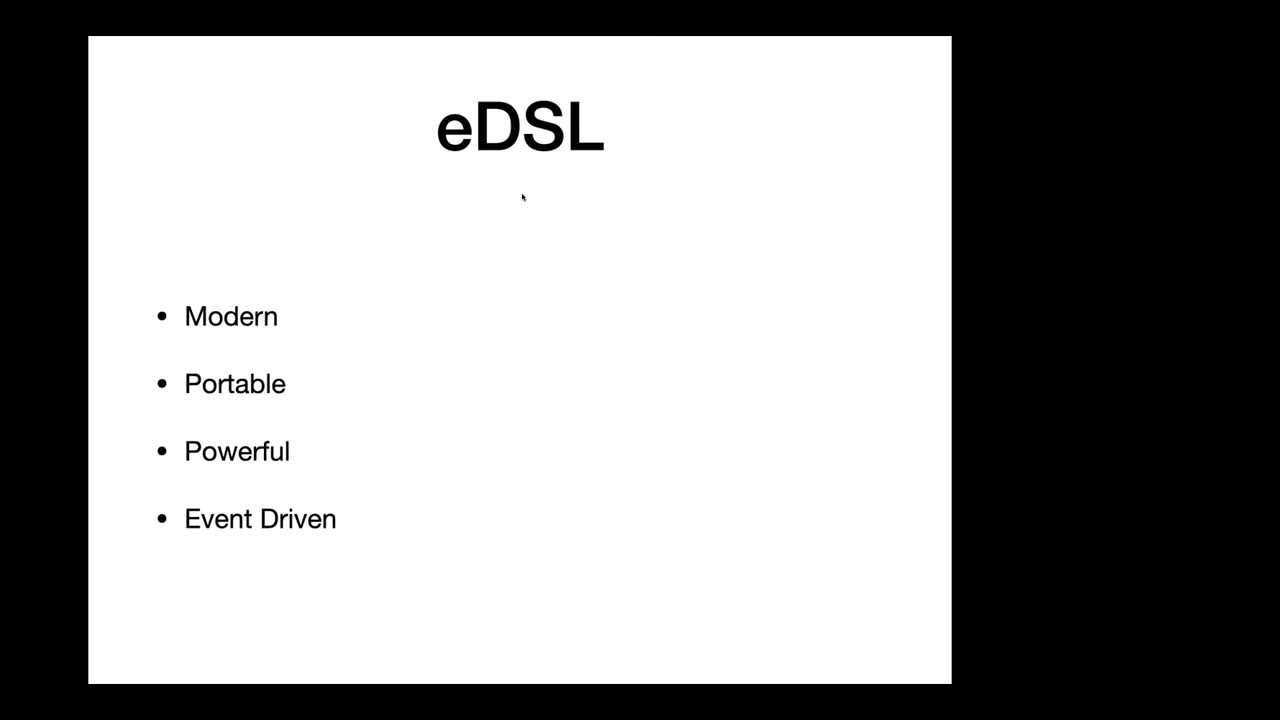 eDSL
• Modern
• Portable
• Powerful
• Event Driven